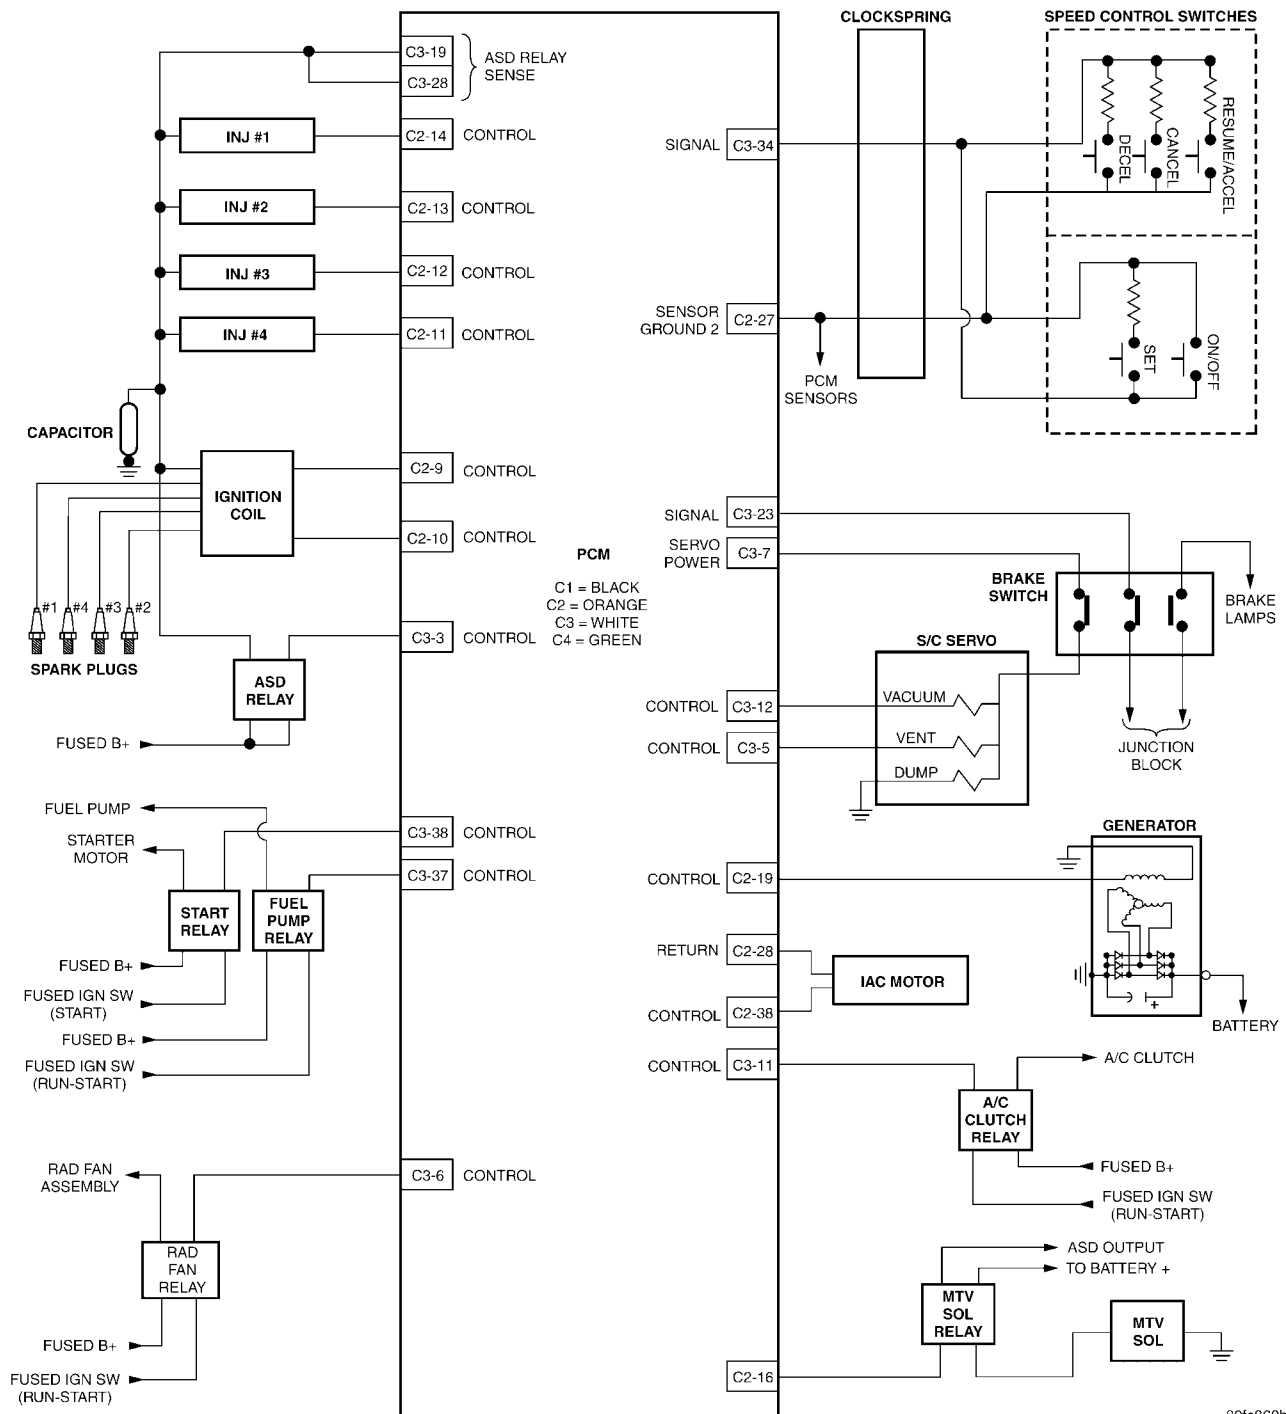 CLOCKSPRING
SPEED CONTROL SWITCHES
C3-19
C3-28
ASD RELAY
SENSE
INJ #1
C2-14
CONTROL
INJ #2
C2-13
CONTROL
INJ #3
C2-12
CONTROL
INJ #4
C2-11
CONTROL
CAPACITOR
IGNITION
COIL
C2-9
CONTROL
C2-10
CONTROL
#1
#4
#3
#2
SPARK PLUGS
C3-3
CONTROL
ASD
RELAY
FUSED B+
FUEL PUMP
STARTER
MOTOR
C3-38
CONTROL
C3-37
CONTROL
START
RELAY
FUEL
PUMP
RELAY
FUSED B+
FUSED IGN SW
(START)
FUSED B+
FUSED IGN SW
(RUN-START)
RAD FAN
ASSEMBLY
C3-6
CONTROL
RAD
FAN
RELAY
FUSED B+
FUSED IGN SW
(RUN-START)
PCM
C1 = BLACK
C2 = ORANGE
C3 = WHITE
C4 = GREEN
SIGNAL
C3-34
DECEL
CANCEL
RESUME/ACCEL
SENSOR
GROUND 2
C2-27
PCM
SENSORS
SET
ON/OFF
SIGNAL
C3-23
SERVO
POWER
C3-7
BRAKE
SWITCH
BRAKE
LAMPS
S/C SERVO
CONTROL
C3-12
VACUUM
CONTROL
C3-5
VENT
DUMP
JUNCTION
BLOCK
GENERATOR
CONTROL
C2-19
RETURN
C2-28
IAC MOTOR
CONTROL
C2-38
+
BATTERY
CONTROL
C3-11
A/C CLUTCH
A/C
CLUTCH
RELAY
FUSED B+
FUSED IGN SW
(RUN-START)
ASD OUTPUT
TO BATTERY +
MTV
SOL
RELAY
MTV
SOL
C2-16